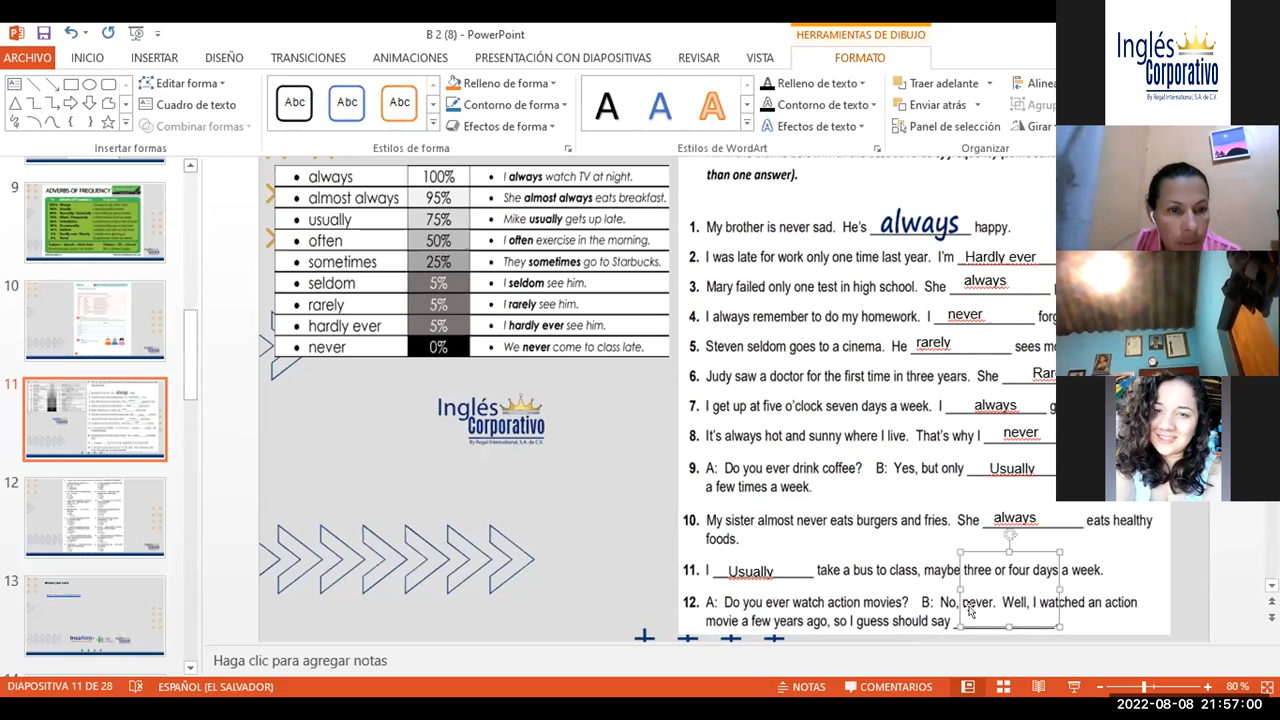 B 2 (8) - PowerPoint
HERRAMIENTAS DE DIBUJO
ARCHIVO INICIO INSERTAR DISEÑO TRANSICIONES ANIMACIONES PRESENTACIÓN CON DIAPOSITIVAS REVISAR VISTA FORMATO
Editar forma
Cuadro de texto
Combinar formas
Insertar formas
Abc Abc Abc
Relleno de forma
Contorno de forma
Efectos de forma
Estilos de forma
A A A
Relleno de texto
Contorno de texto
Efectos de texto
Estilos de WordArt
Traer adelante
Enviar atrás
Panel de selección
Alinea
Agrup
Girar
Organizar
Inglés
Corporativo
By Regal International, S.A. de C.V.
9
ADVERBS OF FREQUENCY
10
11
12
13
• always 100% • I always watch TV at night.
• almost always 95% • She almost always eats breakfast.
• usually 75% • Mike usually gets up late.
• often 50% • I often exercise in the morning.
• sometimes 25% • They sometimes go to Starbucks.
• seldom 5% • I seldom see him.
• rarely 5% • I rarely see him.
• hardly ever 5% • I hardly ever see him.
• never 0% • We never come to class late.
Inglés
Corporativo
By Regal International, S.A. de C.V.
than one answer).
1. My brother is never sad. He's always happy.
2. I was late for work only one time last year. I'm Hardly ever
3. Mary failed only one test in high school. She always
4. I always remember to do my homework. I never forg
5. Steven seldom goes to a cinema. He rarely sees mo
6. Judy saw a doctor for the first time in three years. She Rar
7. I get up at five o'clock seven days a week. I always g
8. It's always hot and sunny where I live. That's why I never
9. A: Do you ever drink coffee? B: Yes, but only Usually
a few times a week.
10. My sister almost never eats burgers and fries. She always eats healthy
foods.
11. I Usually take a bus to class, maybe three or four days a week.
12. A: Do you ever watch action movies? B: No, never. Well, I watched an action
movie a few years ago, so I guess should say
Haga clic para agregar notas
DIAPOSITIVA 11 DE 28 ESPAÑOL (EL SALVADOR) NOTAS COMENTARIOS 80 %
2022-08-08 21:57:00